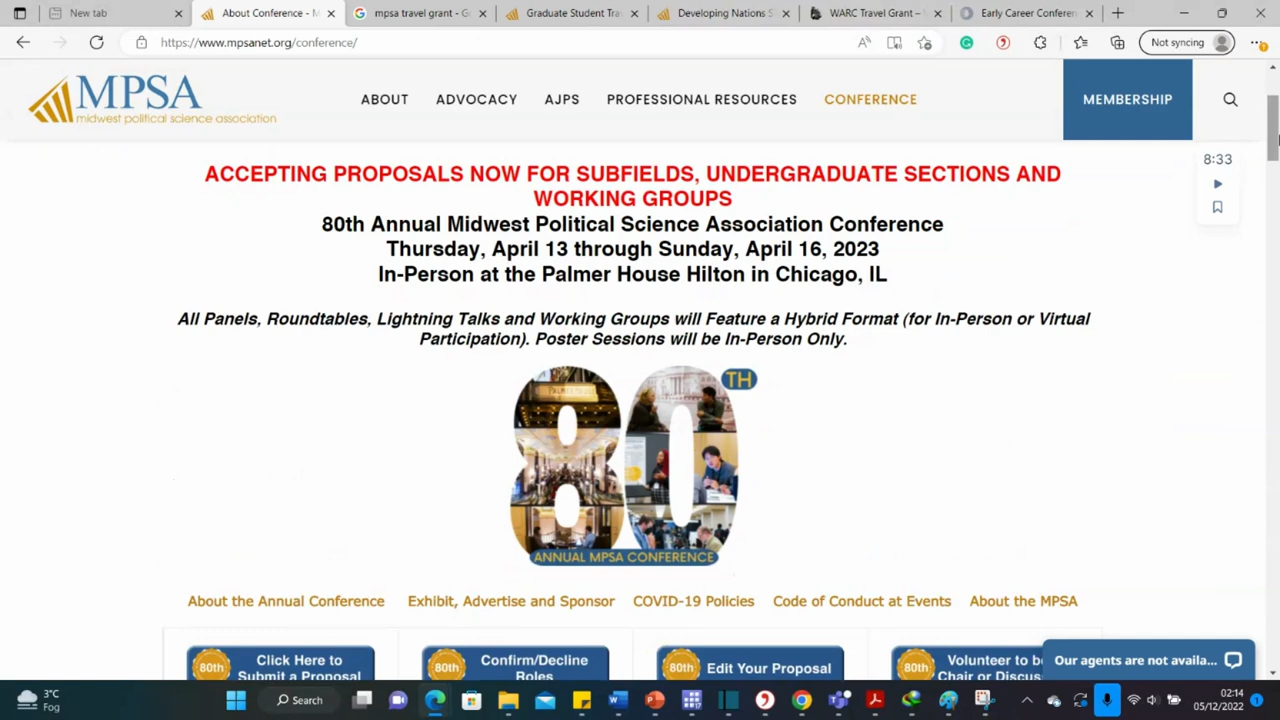 New tab
About Conference - M
mpsa travel grant - G
Graduate Student Tra
Developing Nations S
WARC Travel Grant –
Early Career Conferen
https://www.mpsanet.org/conference/
Not syncing
MPSA
midwest political science association
ABOUT
ADVOCACY
AJPS
PROFESSIONAL RESOURCES
CONFERENCE
MEMBERSHIP
8:33
ACCEPTING PROPOSALS NOW FOR SUBFIELDS, UNDERGRADUATE SECTIONS AND
WORKING GROUPS
80th Annual Midwest Political Science Association Conference
Thursday, April 13 through Sunday, April 16, 2023
In-Person at the Palmer House Hilton in Chicago, IL
All Panels, Roundtables, Lightning Talks and Working Groups will Feature a Hybrid Format (for In-Person or Virtual
Participation). Poster Sessions will be In-Person Only.
80 TH
ANNUAL MPSA CONFERENCE
About the Annual Conference
Exhibit, Advertise and Sponsor
COVID-19 Policies
Code of Conduct at Events
About the MPSA
80th
Click Here to
Submit a Proposal
80th
Confirm/Decline
Roles
80th
Edit Your Proposal
80th
Volunteer to be
Chair or Discus
Our agents are not availa...
3°C
Fog
Search
02:14
05/12/2022